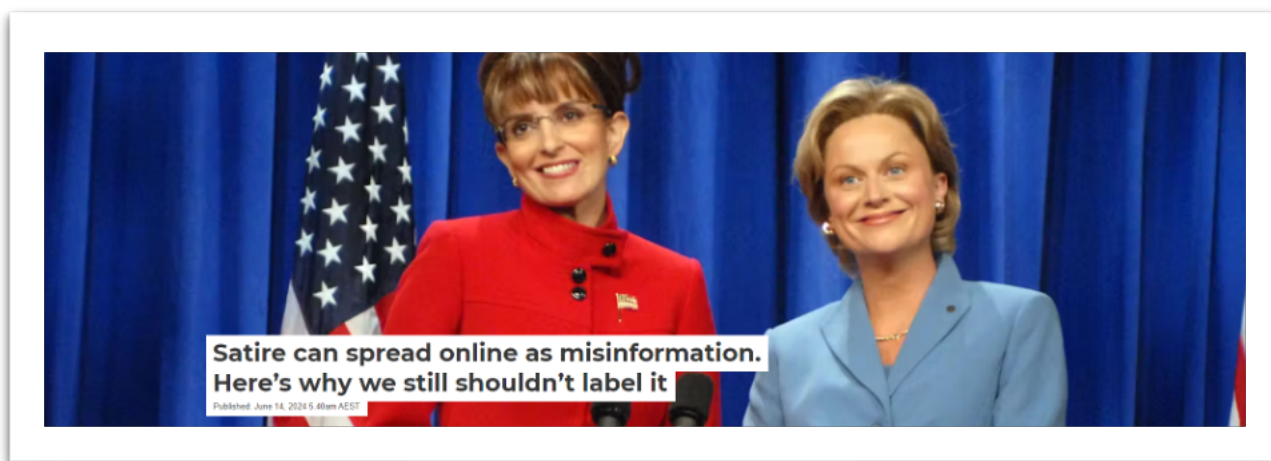 Satire can spread online as misinformation.
Here’s why we still shouldn’t label it
Published: June 14, 2024 5.40am AEST